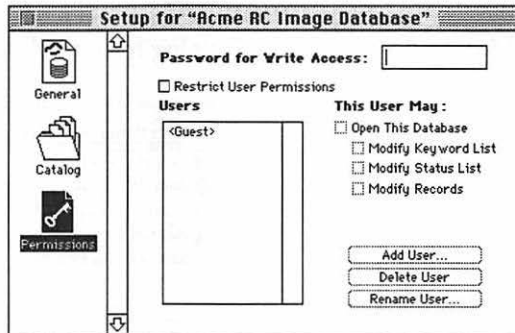 Setup for "Acme RC Image Database"
General
Catalog
Permissions
Password for Write Access:
Restrict User Permissions
Users
<Guest>
This User May:
Open This Database
Modify Keyword List
Modify Status List
Modify Records
Add User...
Delete User
Rename User...